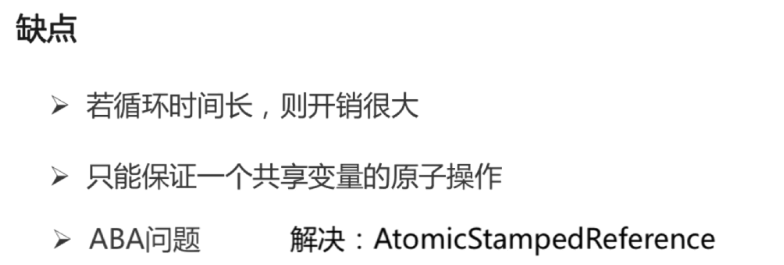 缺点
➢ 若循环时间长，则开销很大
➢ 只能保证一个共享变量的原子操作
➢ ABA问题 解决：AtomicStampedReference